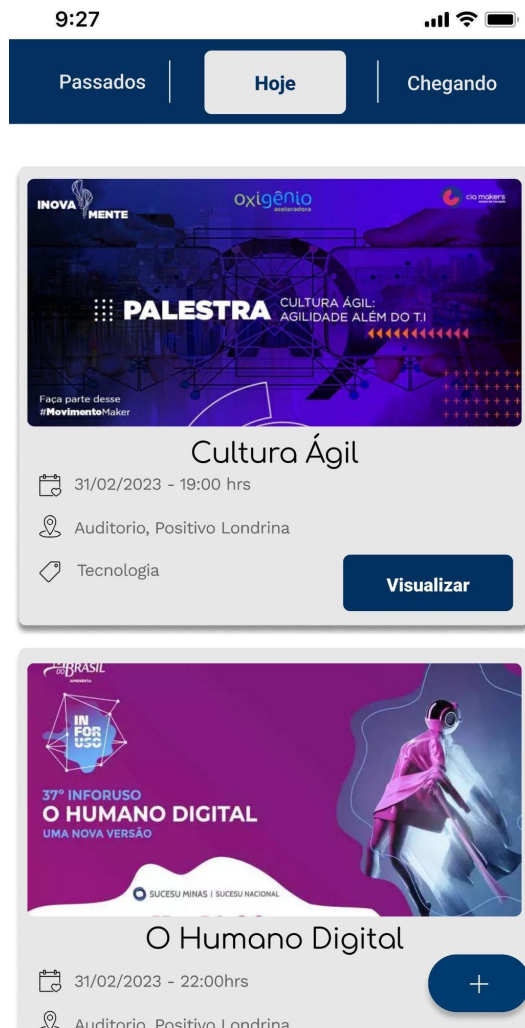 9:27
Passados
Hoje
Chegando
INOVA
MENTE
oxigênio
aceleradora
cia makers
PALESTRA
CULTURA ÁGIL:
AGILIDADE ALÉM DO T.I
Faça parte desse
#MovimentoMaker
Cultura Ágil
31/02/2023 - 19:00 hrs
Auditorio, Positivo Londrina
Tecnologia
Visualizar
DO BRASIL
APRESENTA:
IN
FOR
USO
37º INFORUSO
O HUMANO DIGITAL
UMA NOVA VERSÃO
SUCESU MINAS | SUCESU NACIONAL
O Humano Digital
31/02/2023 - 22:00hrs
+
Auditorio, Positivo Londrina